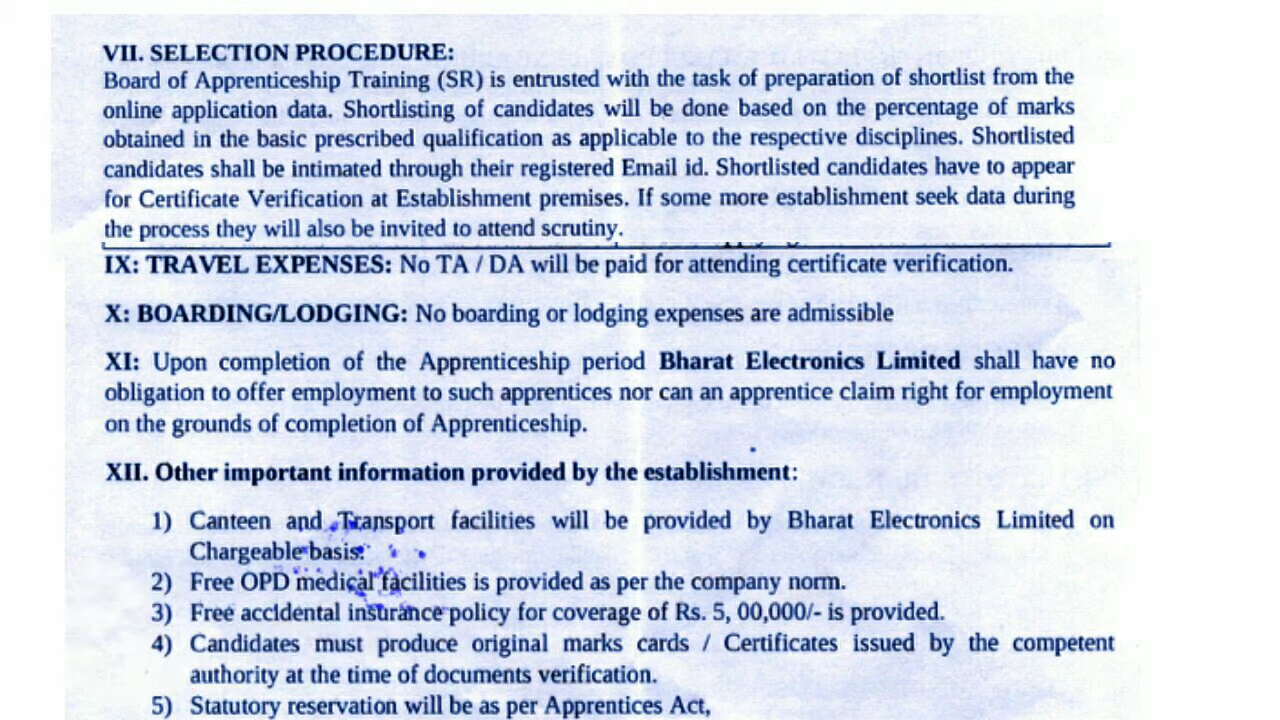 VII. SELECTION PROCEDURE:
Board of Apprenticeship Training (SR) is entrusted with the task of preparation of shortlist from the
online application data. Shortlisting of candidates will be done based on the percentage of marks
obtained in the basic prescribed qualification as applicable to the respective disciplines. Shortlisted
candidates shall be intimated through their registered Email id. Shortlisted candidates have to appear
for Certificate Verification at Establishment premises. If some more establishment seek data during
the process they will also be invited to attend scrutiny.
IX: TRAVEL EXPENSES: No TA / DA will be paid for attending certificate verification.
X: BOARDING/LODGING: No boarding or lodging expenses are admissible
XI: Upon completion of the Apprenticeship period Bharat Electronics Limited shall have no
obligation to offer employment to such apprentices nor can an apprentice claim right for employment
on the grounds of completion of Apprenticeship.
XII. Other important information provided by the establishment:
1) Canteen and Transport facilities will be provided by Bharat Electronics Limited on
Chargeable basis.
2) Free OPD medical facilities is provided as per the company norm.
3) Free accidental insurance policy for coverage of Rs. 5, 00,000/- is provided.
4) Candidates must produce original marks cards / Certificates issued by the competent
authority at the time of documents verification.
5) Statutory reservation will be as per Apprentices Act,